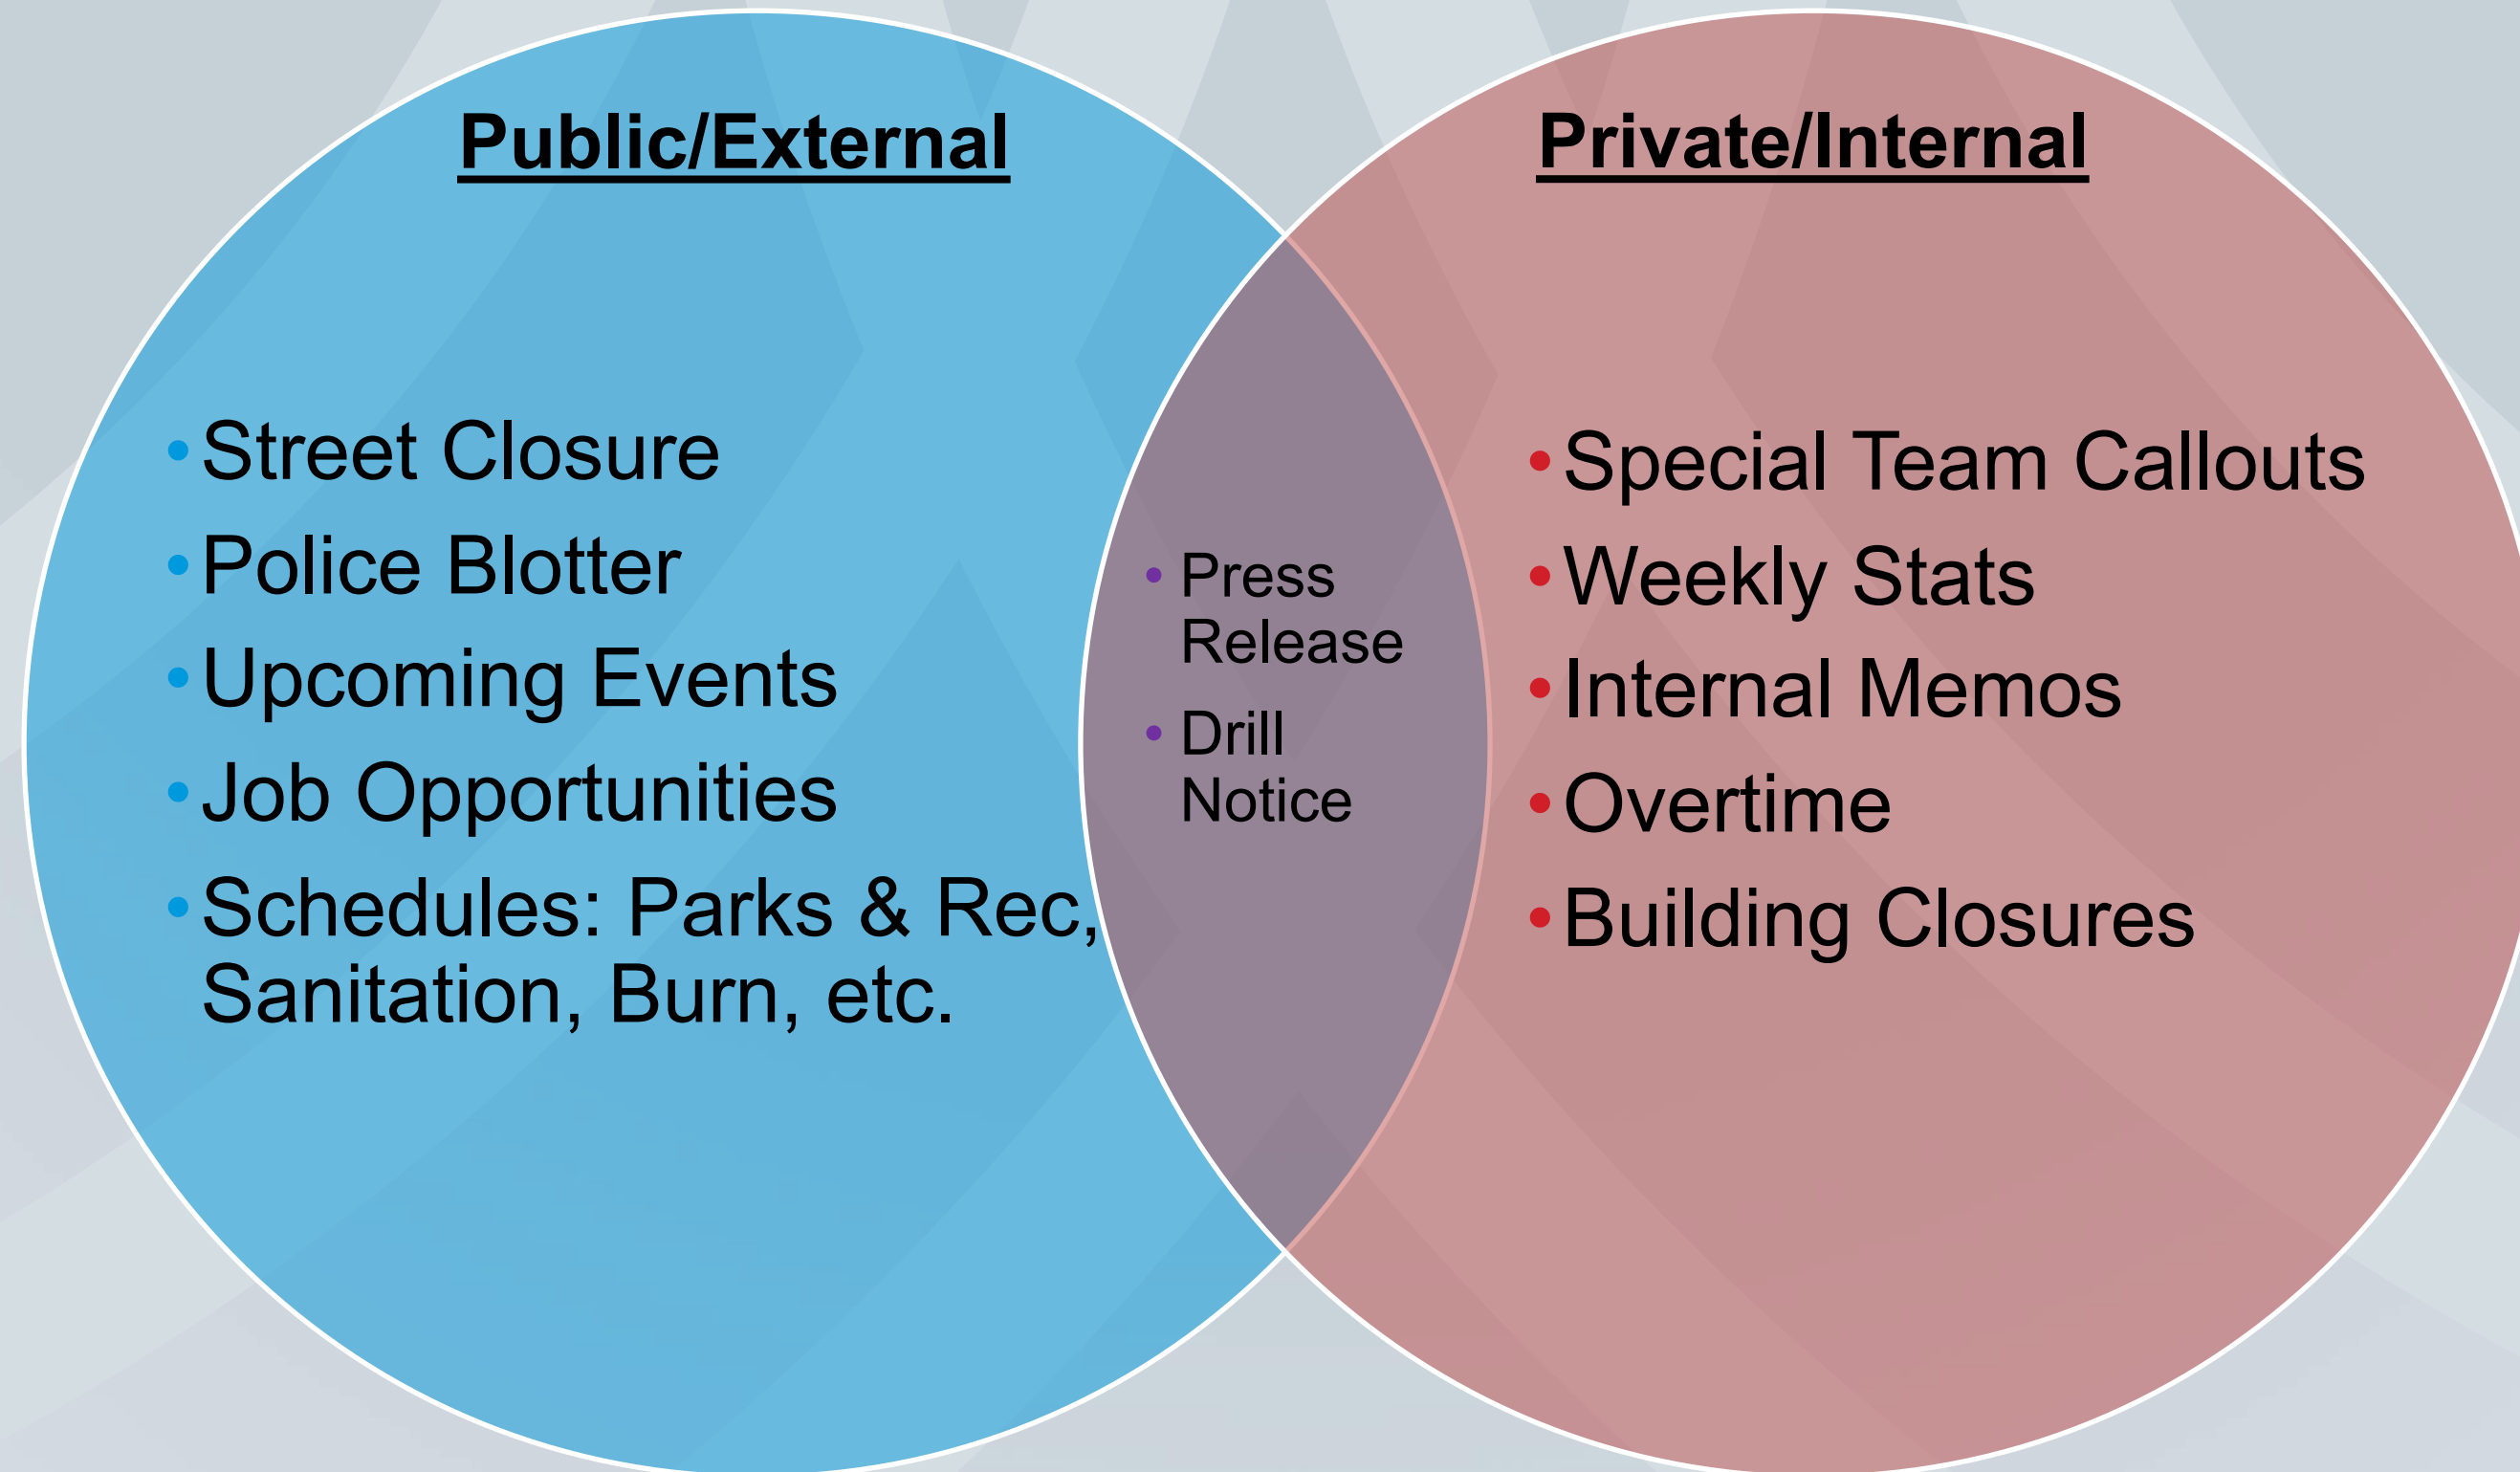 Public/External
• Street Closure
• Police Blotter
• Upcoming Events
• Job Opportunities
• Schedules: Parks & Rec,
Sanitation, Burn, etc.
• Press
Release
• Drill
Notice
Private/Internal
• Special Team Callouts
• Weekly Stats
• Internal Memos
• Overtime
• Building Closures